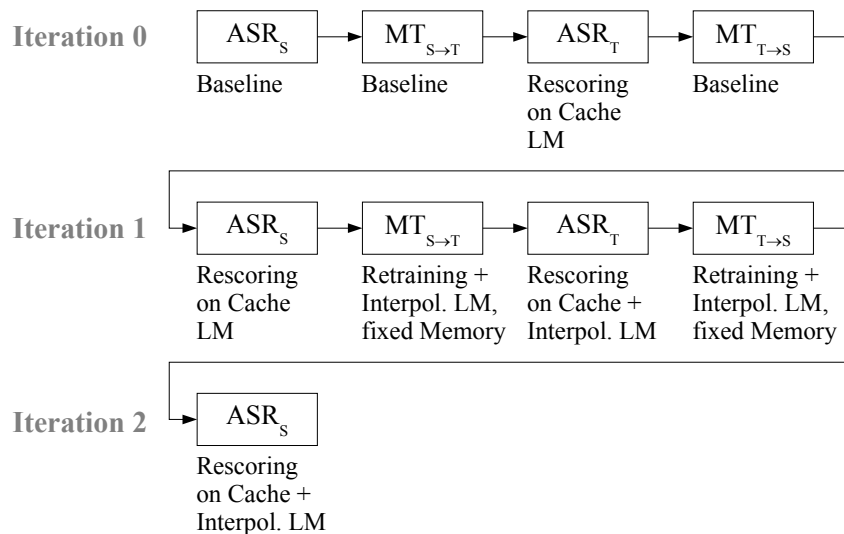 Iteration 0
ASR_S
MT_S→T
ASR_T
MT_T→S
Baseline
Baseline
Rescoring
on Cache
LM
Baseline
Iteration 1
ASR_S
MT_S→T
ASR_T
MT_T→S
Rescoring
on Cache
LM
Retraining +
Interpol. LM,
fixed Memory
Rescoring
on Cache +
Interpol. LM
Retraining +
Interpol. LM,
fixed Memory
Iteration 2
ASR_S
Rescoring
on Cache +
Interpol. LM